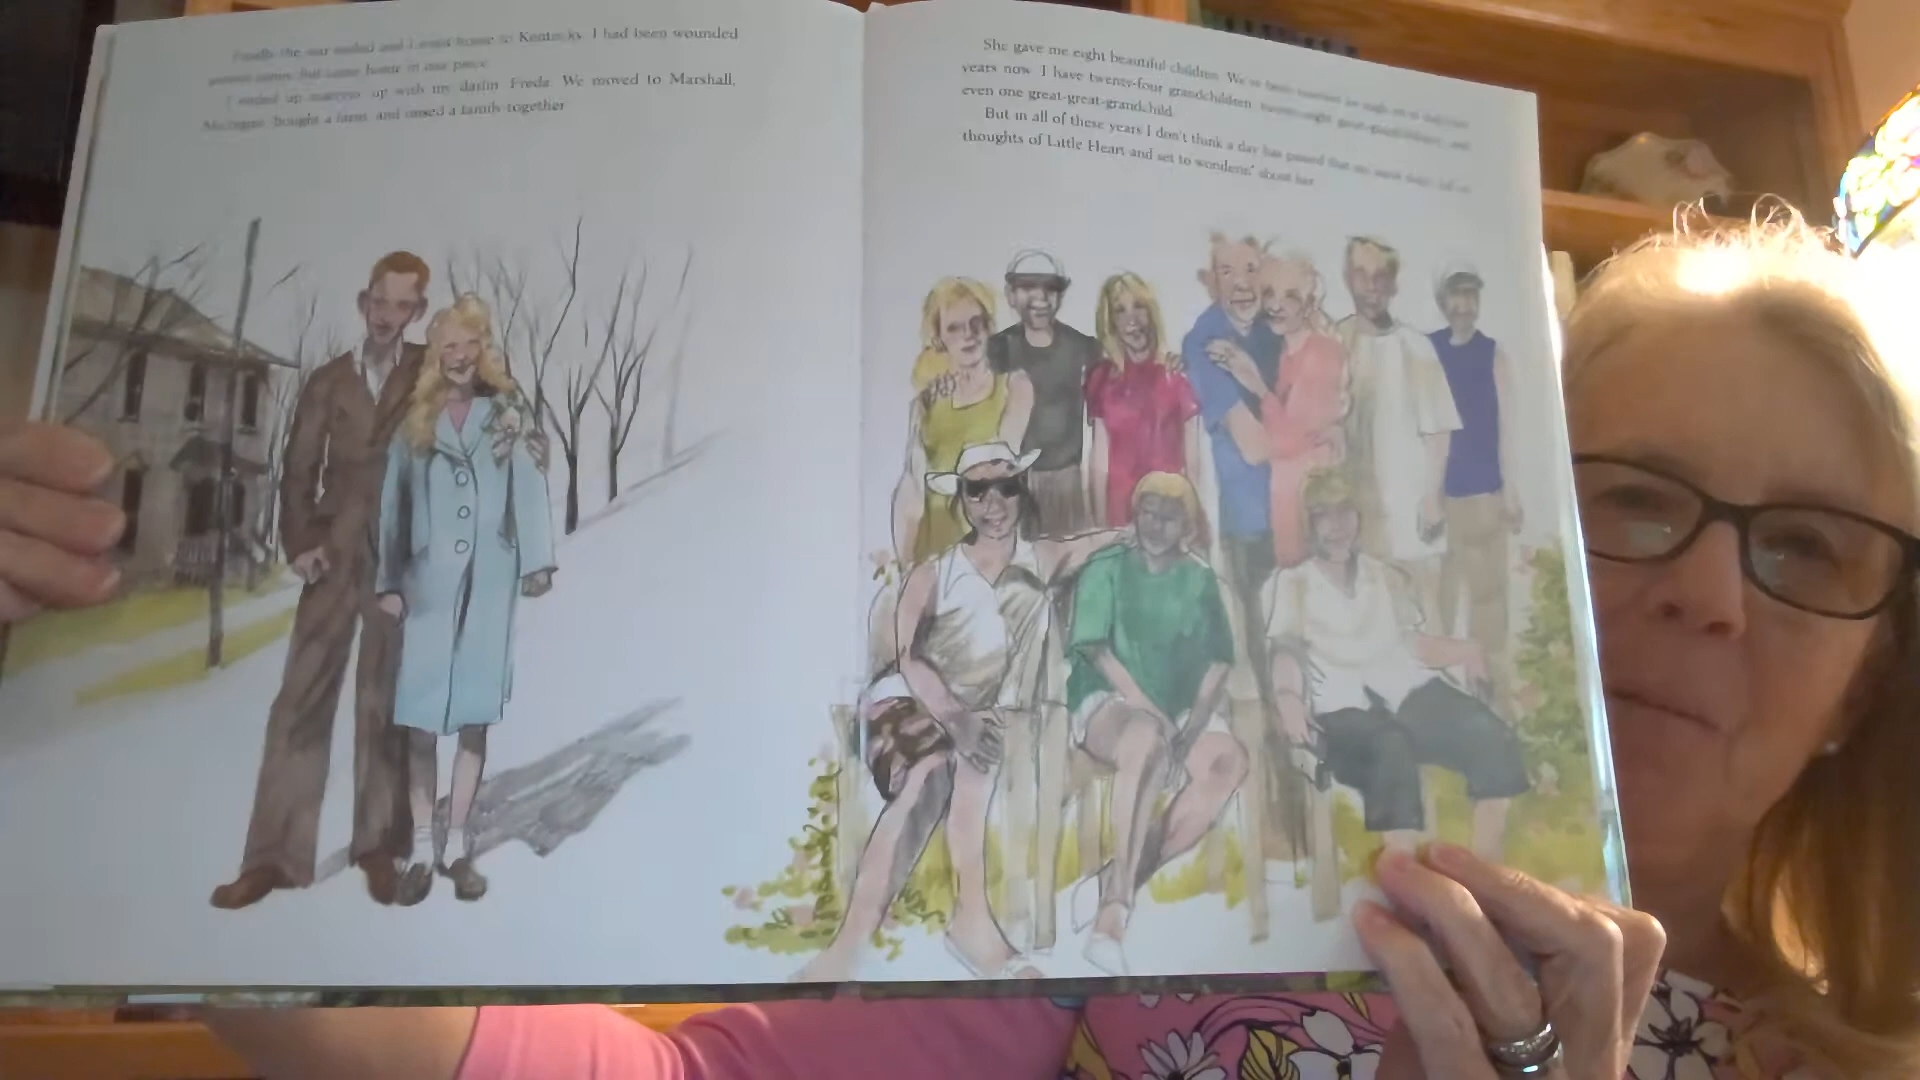 Finally the war ended and I went home to Kentucky. I had been wounded
but came home in one piece.
I ended up marryin' up with my darlin' Freda. We moved to Marshall,
Michigan, bought a farm, and raised a family together.
She gave me eight beautiful children. We've been married
years now. I have twenty-four grandchildren, and
even one great-great-grandchild.
But in all of these years I don't think a day has passed that my
thoughts of Little Heart and set to wonderin' about her.